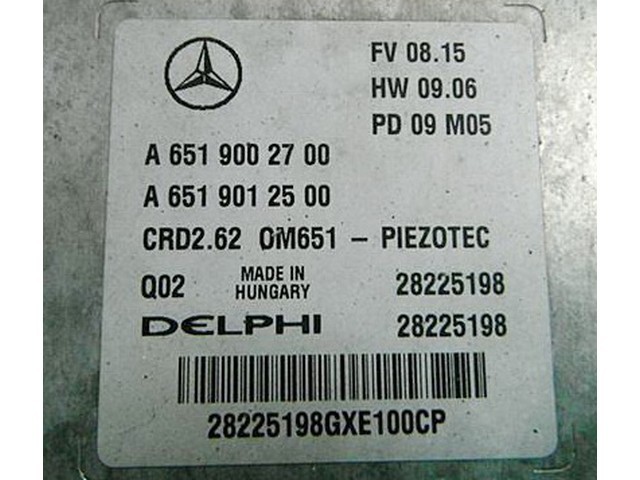 FV 08.15
HW 09.06
PD 09 M05
A 651 900 27 00
A 651 901 25 00
CRD2.62 OM651 - PIEZOTEC
Q02 MADE IN HUNGARY 28225198
DELPHI 28225198
28225198GXE100CP